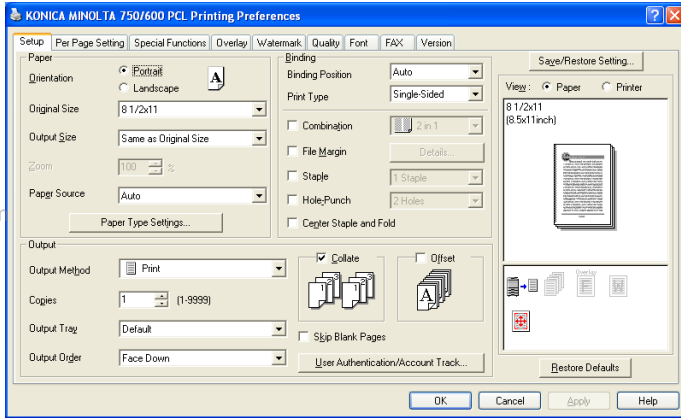 KONICA MINOLTA 750/600 PCL Printing Preferences
Setup Per Page Setting Special Functions Overlay Watermark Quality Font FAX Version
Paper
Orientation
Portrait
Landscape
A
Original Size
8 1/2x11
Output Size
Same as Original Size
Zoom
100 %
Paper Source
Auto
Paper Type Settings...
Binding
Binding Position
Auto
Print Type
Single-Sided
Combination
2 in 1
File Margin
Details...
Staple
1 Staple
Hole-Punch
2 Holes
Center Staple and Fold
Output
Output Method
Print
Copies
1 (1-9999)
Output Tray
Default
Output Order
Face Down
Collate
Offset
A
Skip Blank Pages
User Authentication/Account Track...
Save/Restore Setting...
View : Paper Printer
8 1/2x11
(8.5x11inch)
Overlay
E W
Restore Defaults
OK Cancel Apply Help